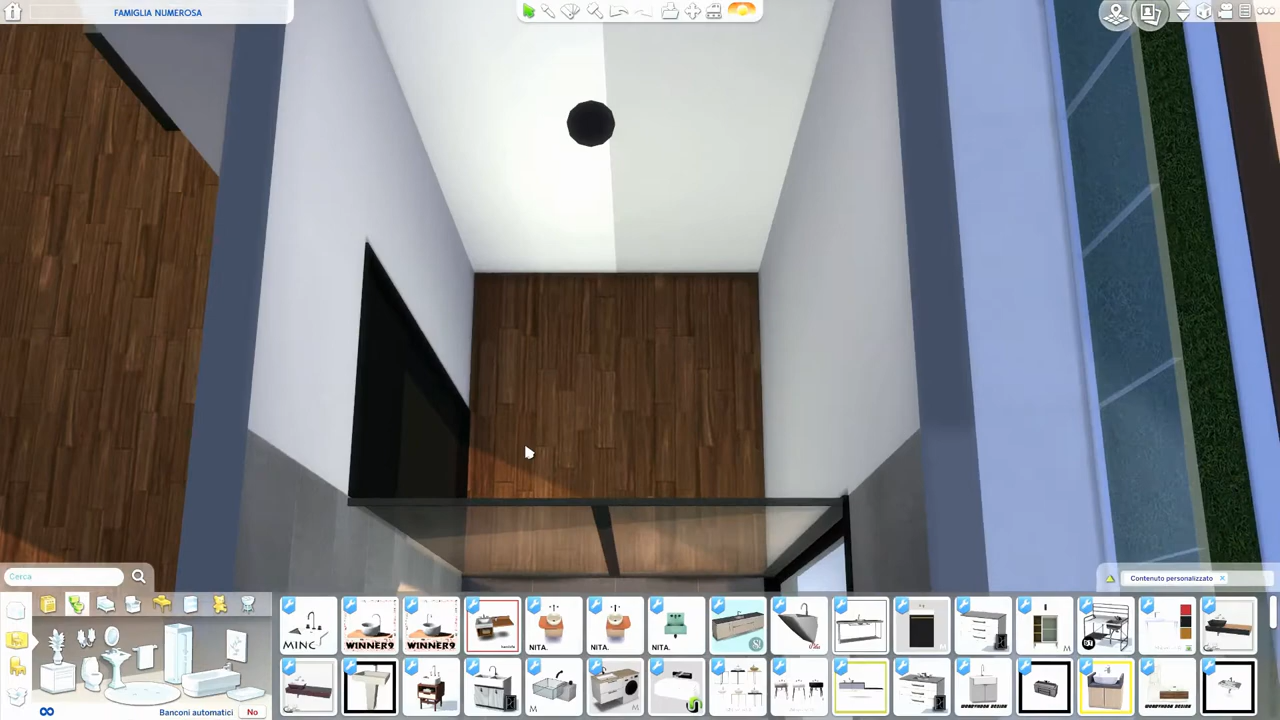 FAMIGLIA NUMEROSA
Contenuto personalizzato
Cerca
Banconi automatici No
MINC
WINNER9
WINNER9
NITA.
NITA.
NITA.
M
M
M
M